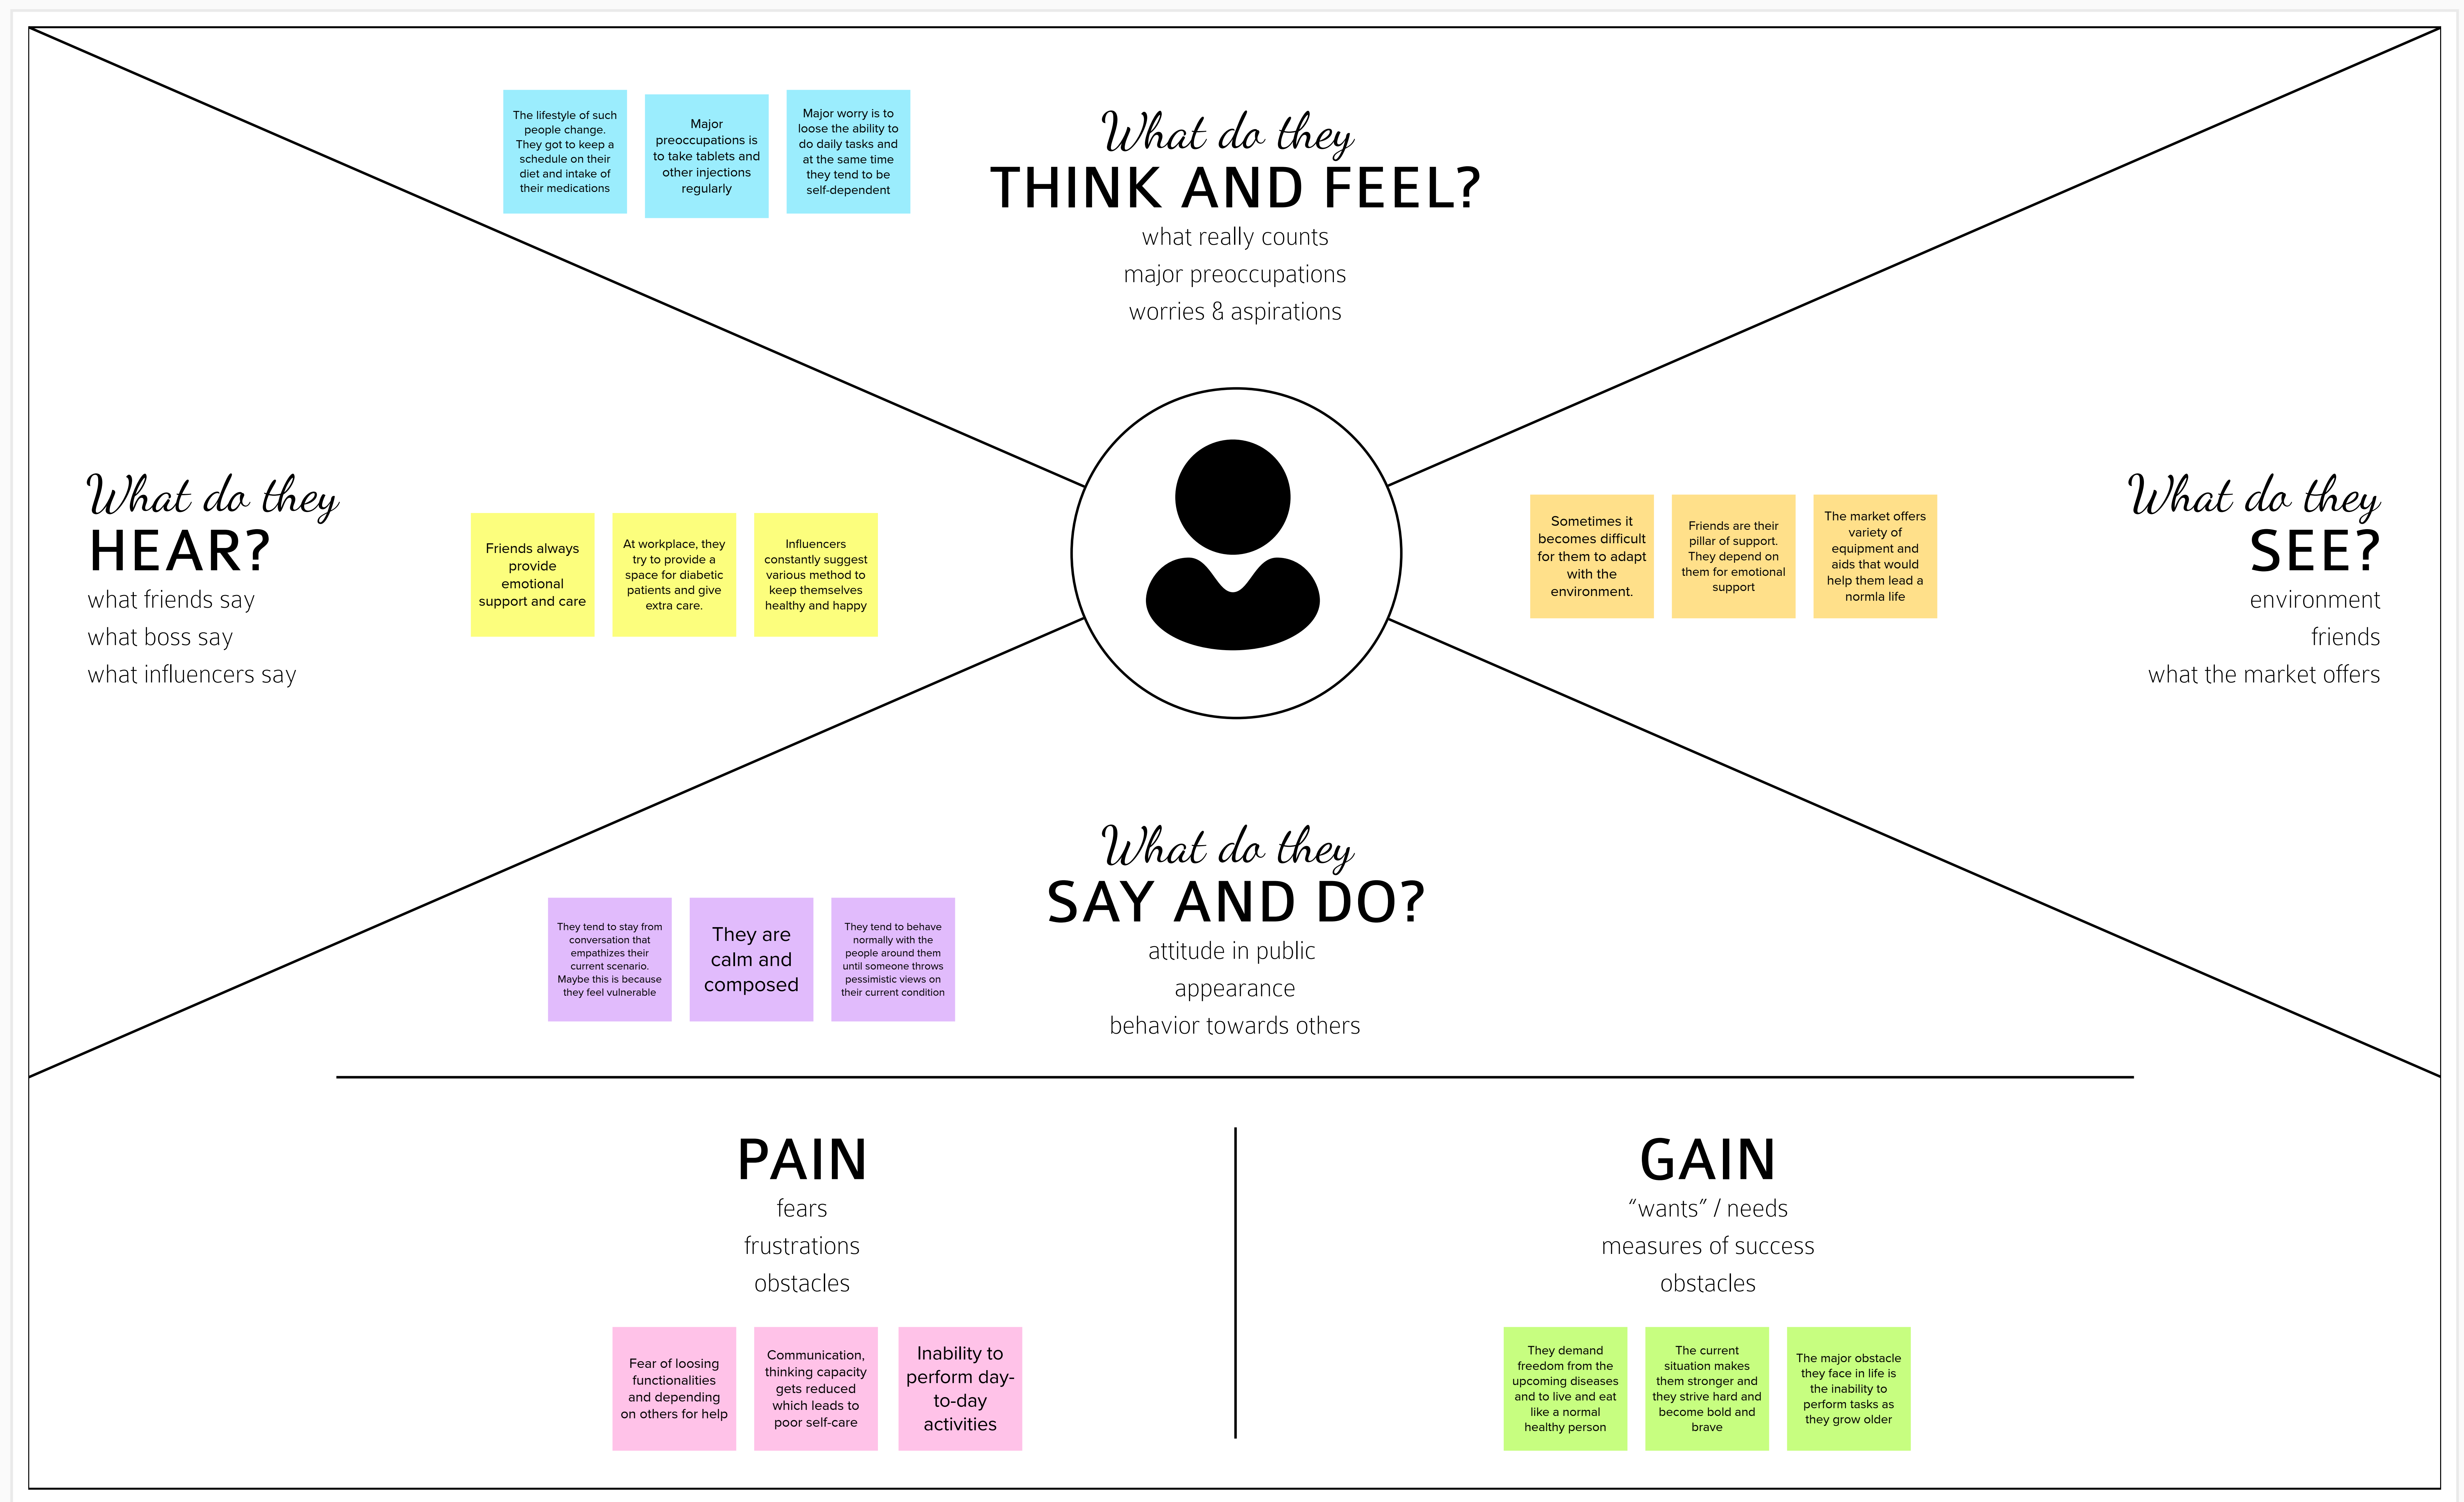 The lifestyle of such
people change.
They got to keep a
schedule on their
diet and intake of
their medications
Major
preoccupations is
to take tablets and
other injections
regularly
Major worry is to
loose the ability to
do daily tasks and
at the same time
they tend to be
self-dependent
What do they
THINK AND FEEL?
what really counts
major preoccupations
worries & aspirations
What do they
HEAR?
what friends say
what boss say
what influencers say
Friends always
provide
emotional
support and care
At workplace, they
try to provide a
space for diabetic
patients and give
extra care.
Influencers
constantly suggest
various method to
keep themselves
healthy and happy
Sometimes it
becomes difficult
for them to adapt
with the
environment.
Friends are their
pillar of support.
They depend on
them for emotional
support
The market offers
variety of
equipment and
aids that would
help them lead a
normla life
What do they
SEE?
environment
friends
what the market offers
They tend to stay from
conversation that
empathizes their
current scenario.
Maybe this is because
they feel vulnerable
They are
calm and
composed
They tend to behave
normally with the
people around them
until someone throws
pessimistic views on
their current condition
What do they
SAY AND DO?
attitude in public
appearance
behavior towards others
PAIN
fears
frustrations
obstacles
Fear of loosing
functionalities
and depending
on others for help
Communication,
thinking capacity
gets reduced
which leads to
poor self-care
Inability to
perform day-
to-day
activities
GAIN
“wants” / needs
measures of success
obstacles
They demand
freedom from the
upcoming diseases
and to live and eat
like a normal
healthy person
The current
situation makes
them stronger and
they strive hard and
become bold and
brave
The major obstacle
they face in life is
the inability to
perform tasks as
they grow older